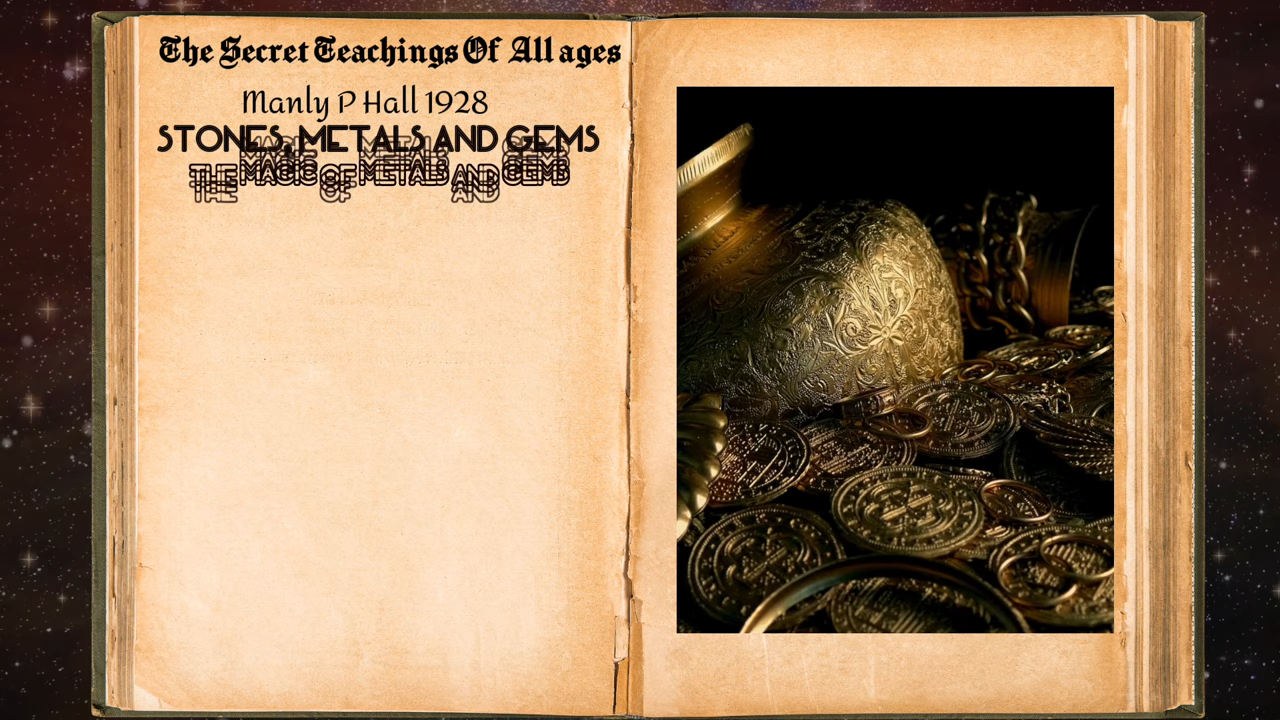 The Secret Teachings Of All ages
Manly P Hall 1928
STONES, METALS AND GEMS
THE MAGIC OF METALS AND GEMS